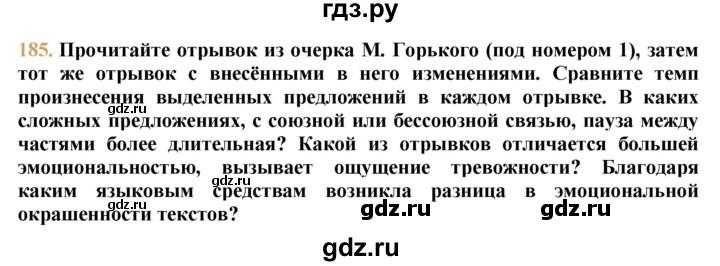 гдз.ру
185. Прочитайте отрывок из очерка М. Горького (под номером 1), затем
тот же отрывок с внесёнными в него изменениями. Сравните темп
произнесения выделенных предложений в каждом отрывке. В каких
сложных предложениях, с союзной или бессоюзной связью, пауза между
частями более длительная? Какой из отрывков отличается большей
эмоциональностью, вызывает ощущение тревожности? Благодаря
каким языковым средствам возникла разница в эмоциональной
окрашенности текстов?
gdz.ru
gdz.ru
gdz.ru
gdz.ru
gdz.ru
gdz.ru